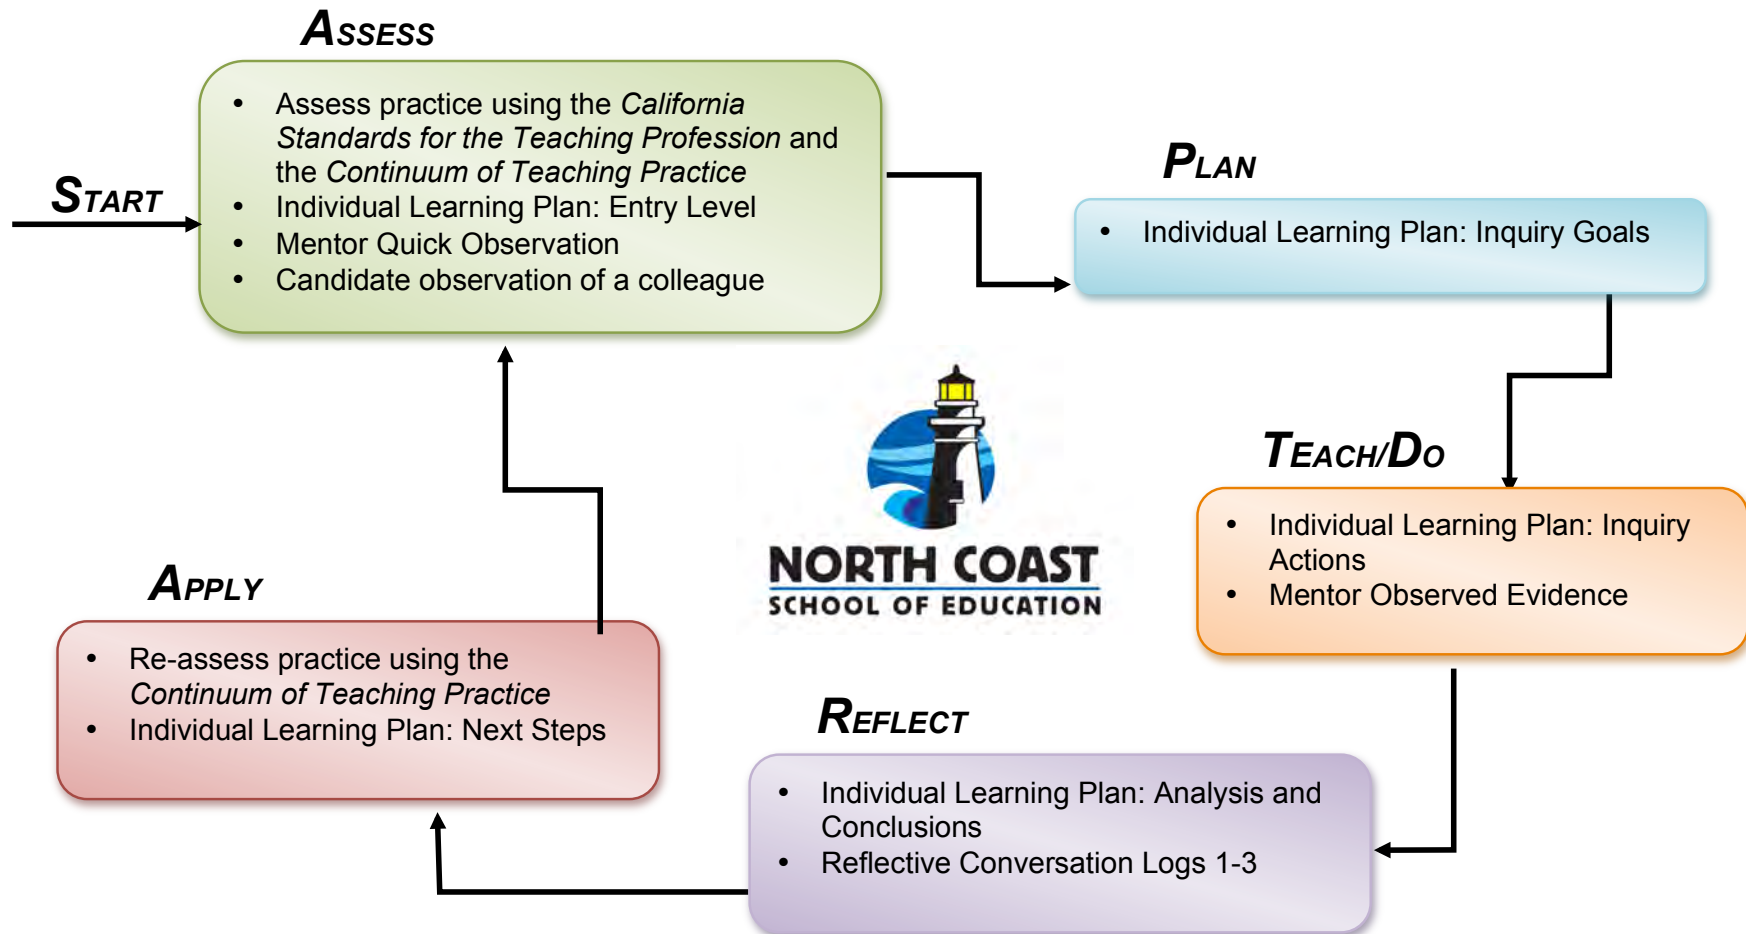 START
ASSESS
• Assess practice using the California
Standards for the Teaching Profession and
the Continuum of Teaching Practice
• Individual Learning Plan: Entry Level
• Mentor Quick Observation
• Candidate observation of a colleague
PLAN
• Individual Learning Plan: Inquiry Goals
TEACH/DO
• Individual Learning Plan: Inquiry
Actions
• Mentor Observed Evidence
REFLECT
• Individual Learning Plan: Analysis and
Conclusions
• Reflective Conversation Logs 1-3
APPLY
• Re-assess practice using the
Continuum of Teaching Practice
• Individual Learning Plan: Next Steps
NORTH COAST
SCHOOL OF EDUCATION